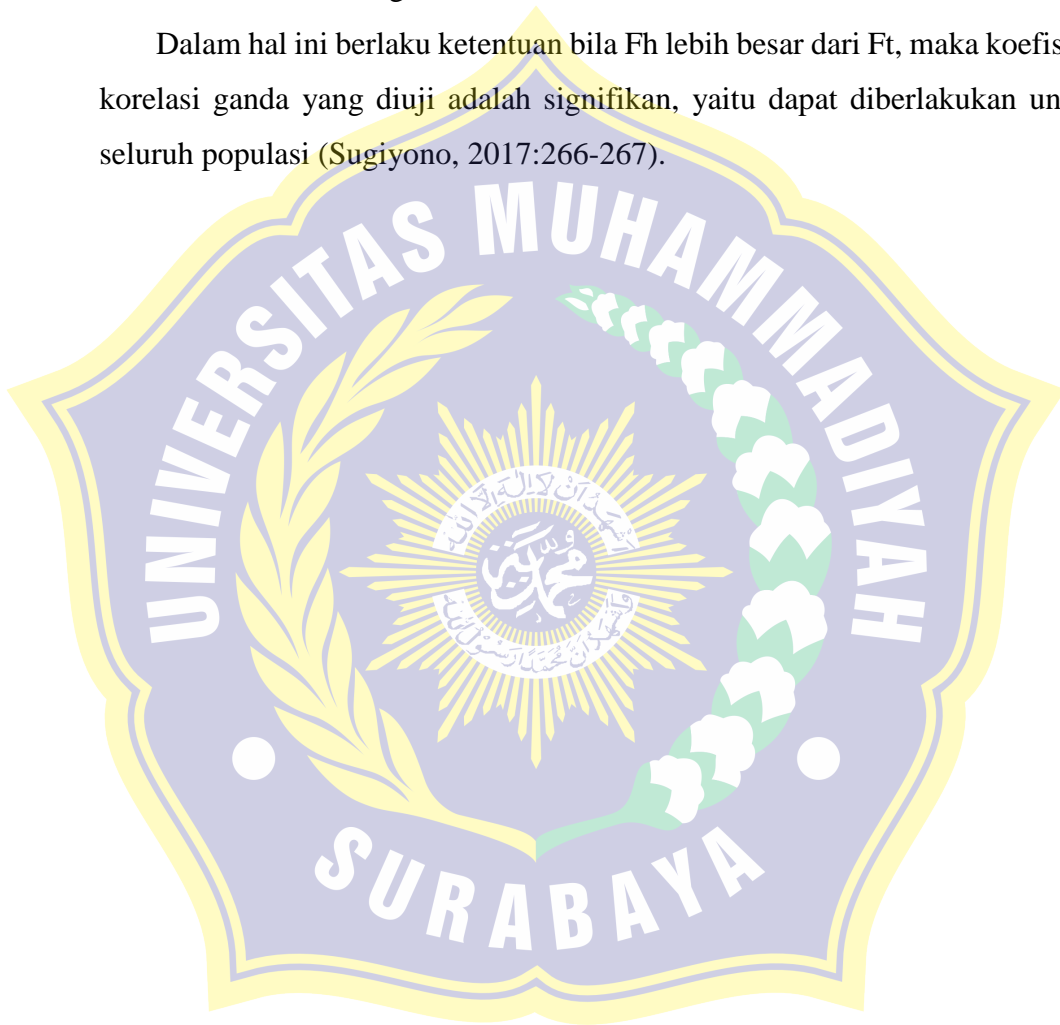 Dalam hal ini berlaku ketentuan bila Fh lebih besar dari Ft, maka koefis
korelasi ganda yang diuji adalah signifikan, yaitu dapat diberlakukan un
seluruh populasi (Sugiyono, 2017:266-267).
UNIVERSITAS MUHAMMADIYAH
محمد
SURABAYA